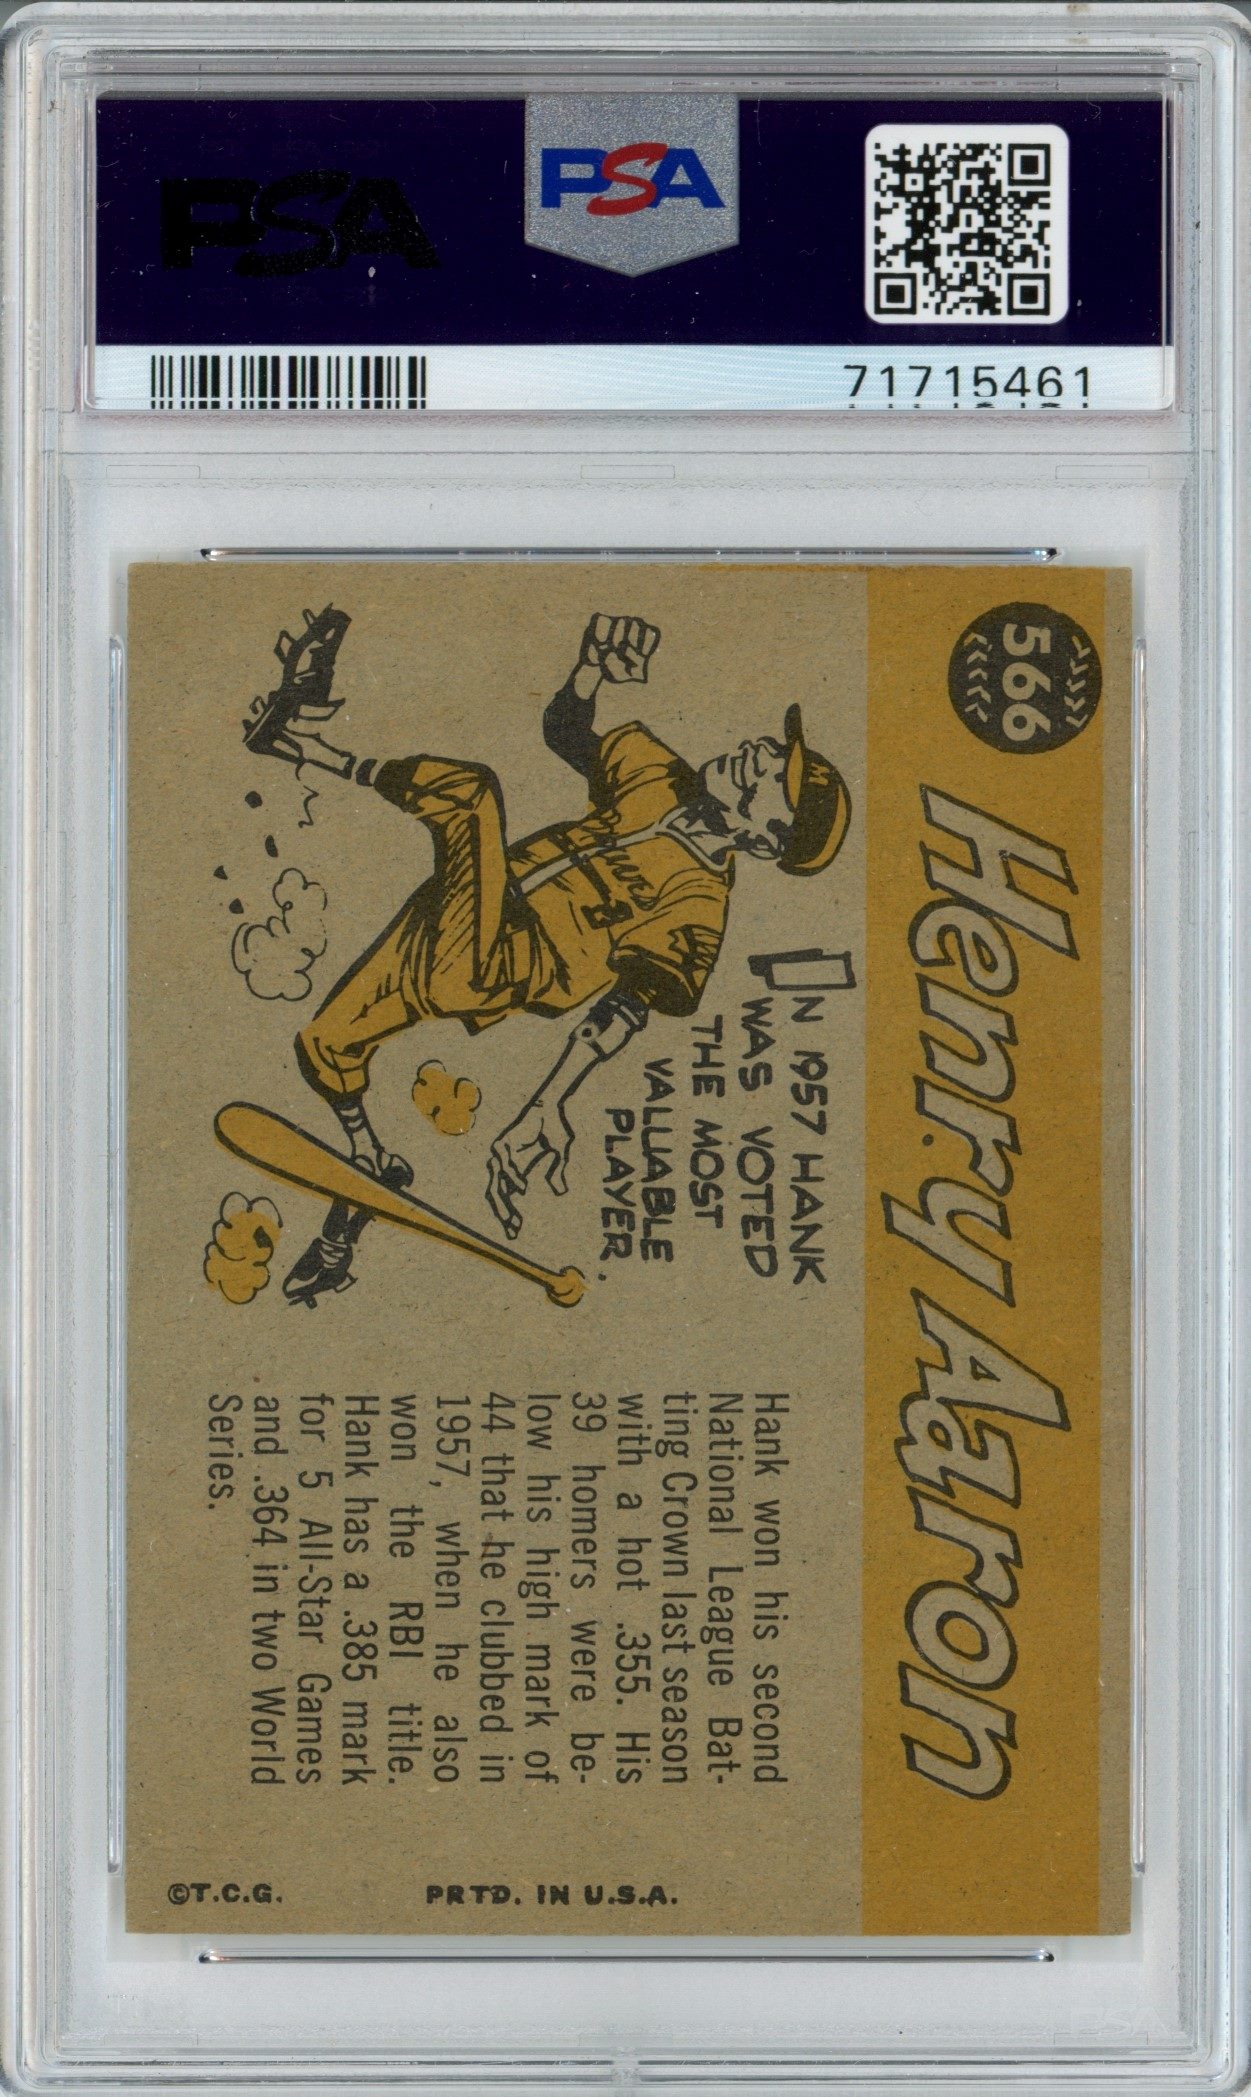 PSA
PSA
71715461
566
Henry Aaron
IN 1957 HANK
WAS VOTED
THE MOST
VALUABLE
PLAYER.
M
Braves
Hank won his second
National League Bat-
ting Crown last season
with a hot .355. His
39 homers were be-
low his high mark of
44 that he clubbed in
1957, when he also
won the RBI title.
Hank has a .385 mark
for 5 All-Star Games
and .364 in two World
Series.
©T.C.G.
PRTD. IN U.S.A.
PSA